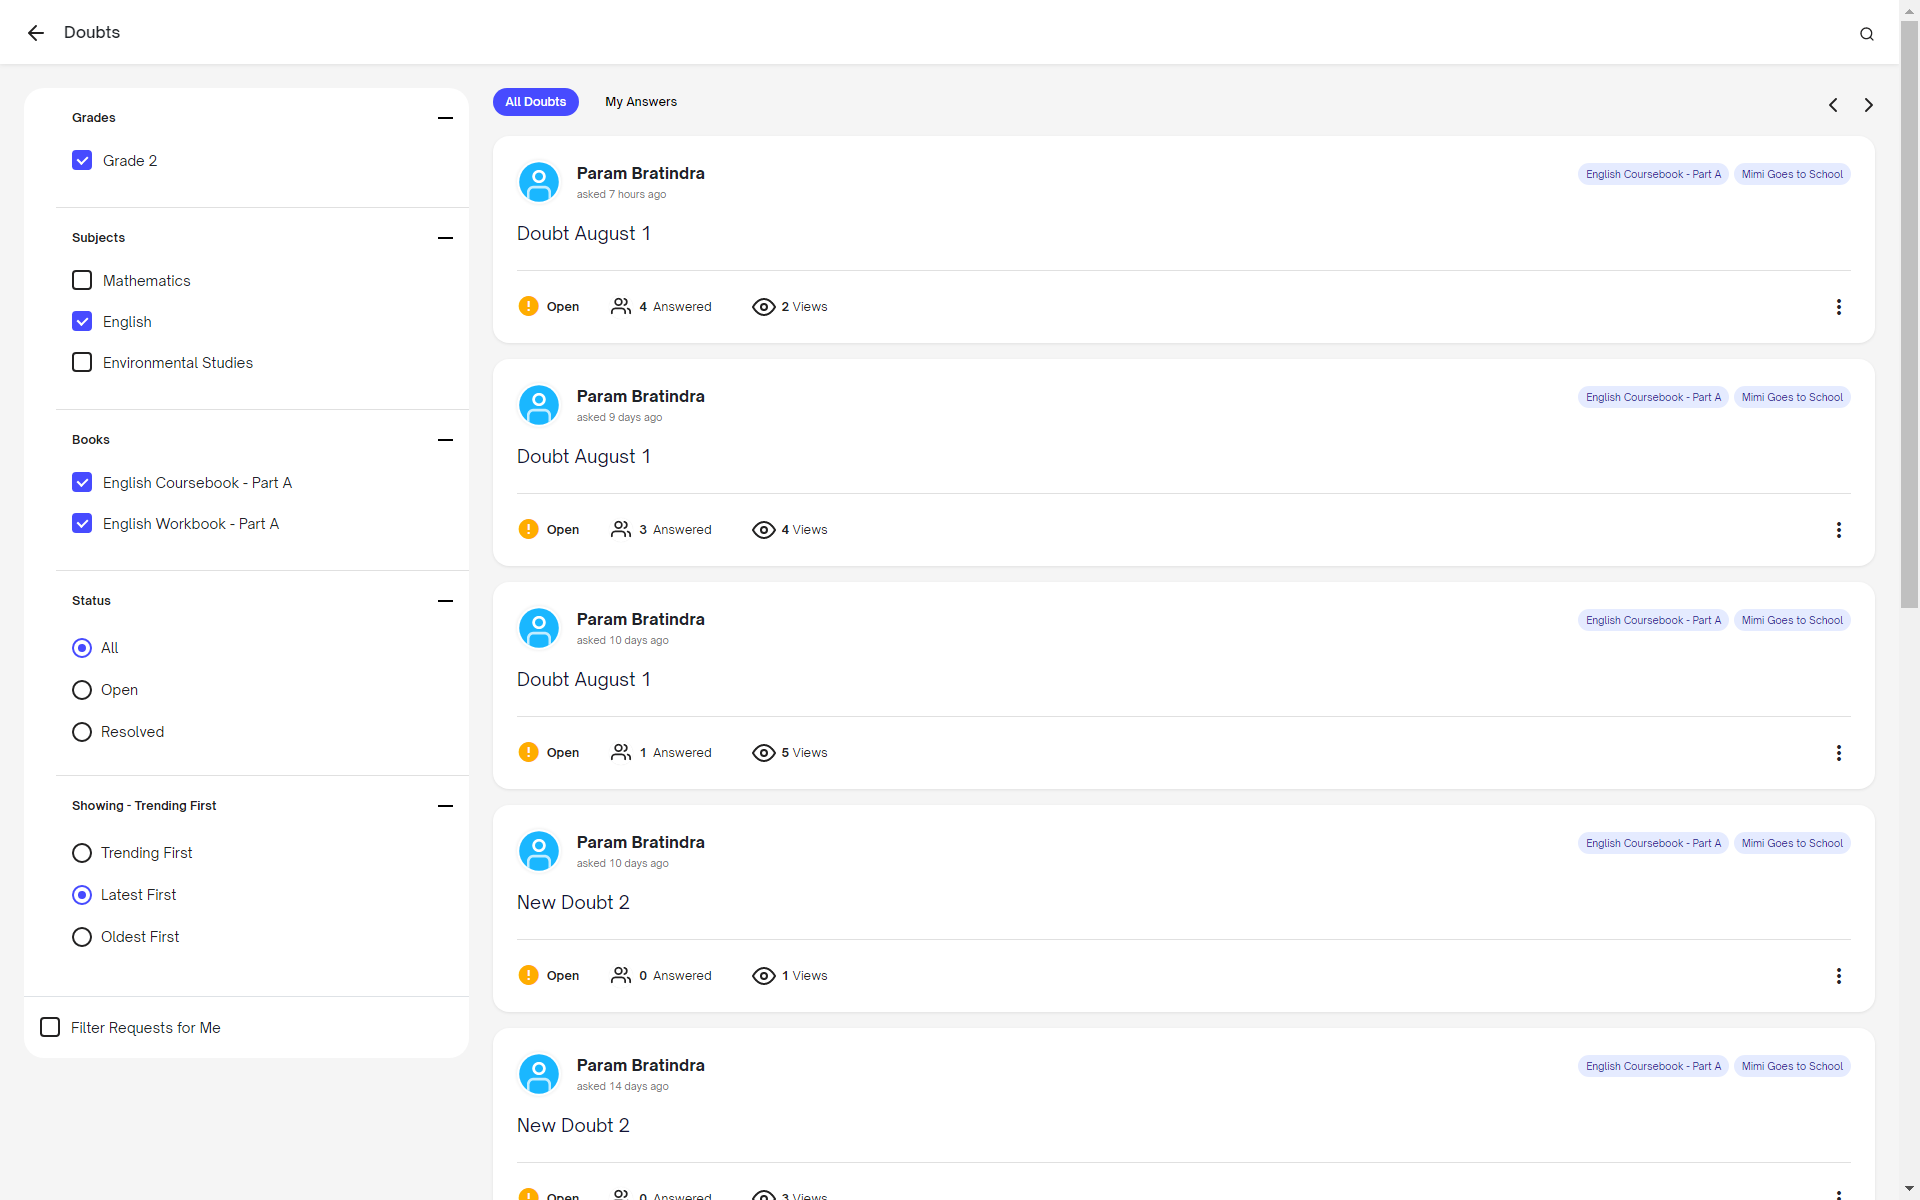 Doubts
Grades
Grade 2
Subjects
Mathematics
English
Environmental Studies
Books
English Coursebook - Part A
English Workbook - Part A
Status
All
Open
Resolved
Showing - Trending First
Trending First
Latest First
Oldest First
Filter Requests for Me
All Doubts My Answers
Param Bratindra English Coursebook - Part A Mimi Goes to School
asked 7 hours ago
Doubt August 1
Open 4 Answered 2 Views
Param Bratindra English Coursebook - Part A Mimi Goes to School
asked 9 days ago
Doubt August 1
Open 3 Answered 4 Views
Param Bratindra English Coursebook - Part A Mimi Goes to School
asked 10 days ago
Doubt August 1
Open 1 Answered 5 Views
Param Bratindra English Coursebook - Part A Mimi Goes to School
asked 10 days ago
New Doubt 2
Open 0 Answered 1 Views
Param Bratindra English Coursebook - Part A Mimi Goes to School
asked 14 days ago
New Doubt 2
Open 0 Answered 3 Views